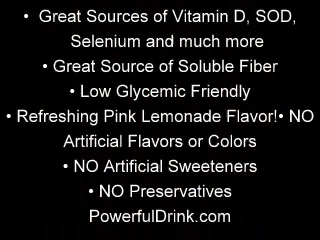 • Great Sources of Vitamin D, SOD,
Selenium and much more
• Great Source of Soluble Fiber
• Low Glycemic Friendly
• Refreshing Pink Lemonade Flavor!• NO
Artificial Flavors or Colors
• NO Artificial Sweeteners
• NO Preservatives
PowerfulDrink.com